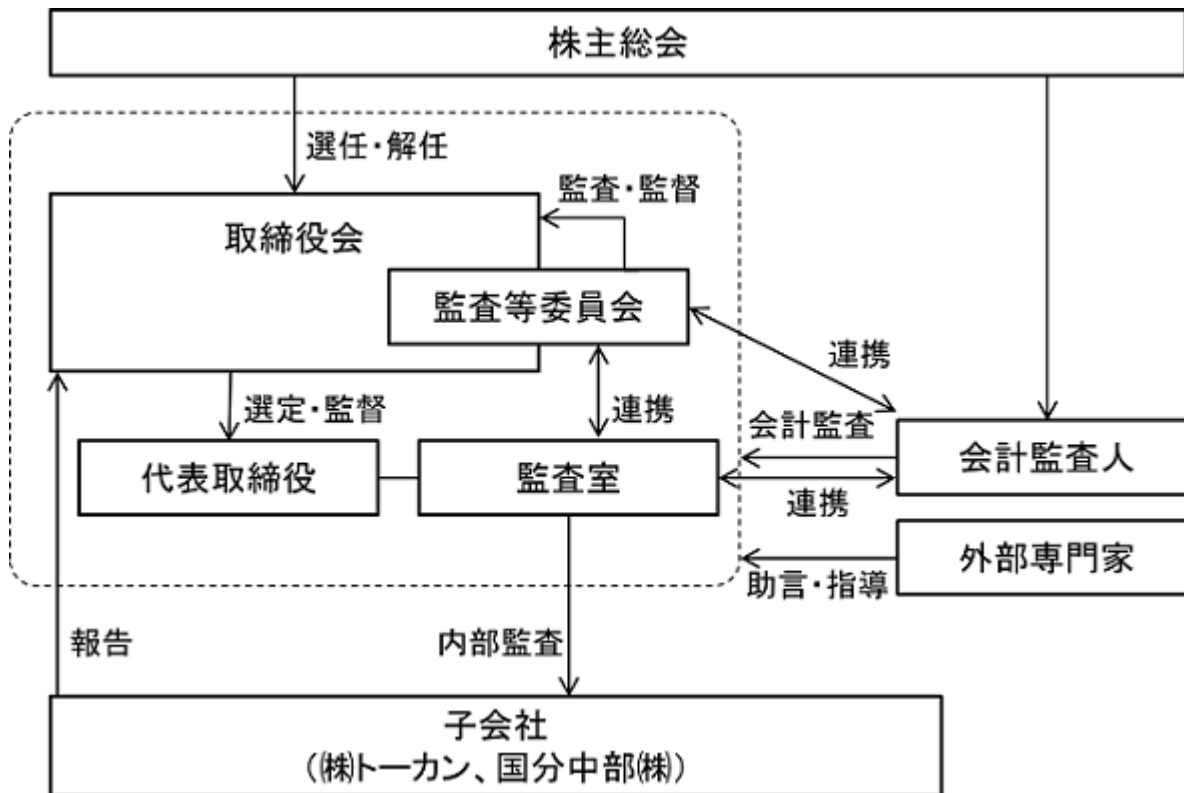 株主総会
選任・解任
監査・監督
取締役会
監査等委員会
連携
選定・監督
連携
会計監査
会計監査人
代表取締役
監査室
連携
外部専門家
助言・指導
報告
内部監査
子会社
(㈱トーカン、国分中部㈱)